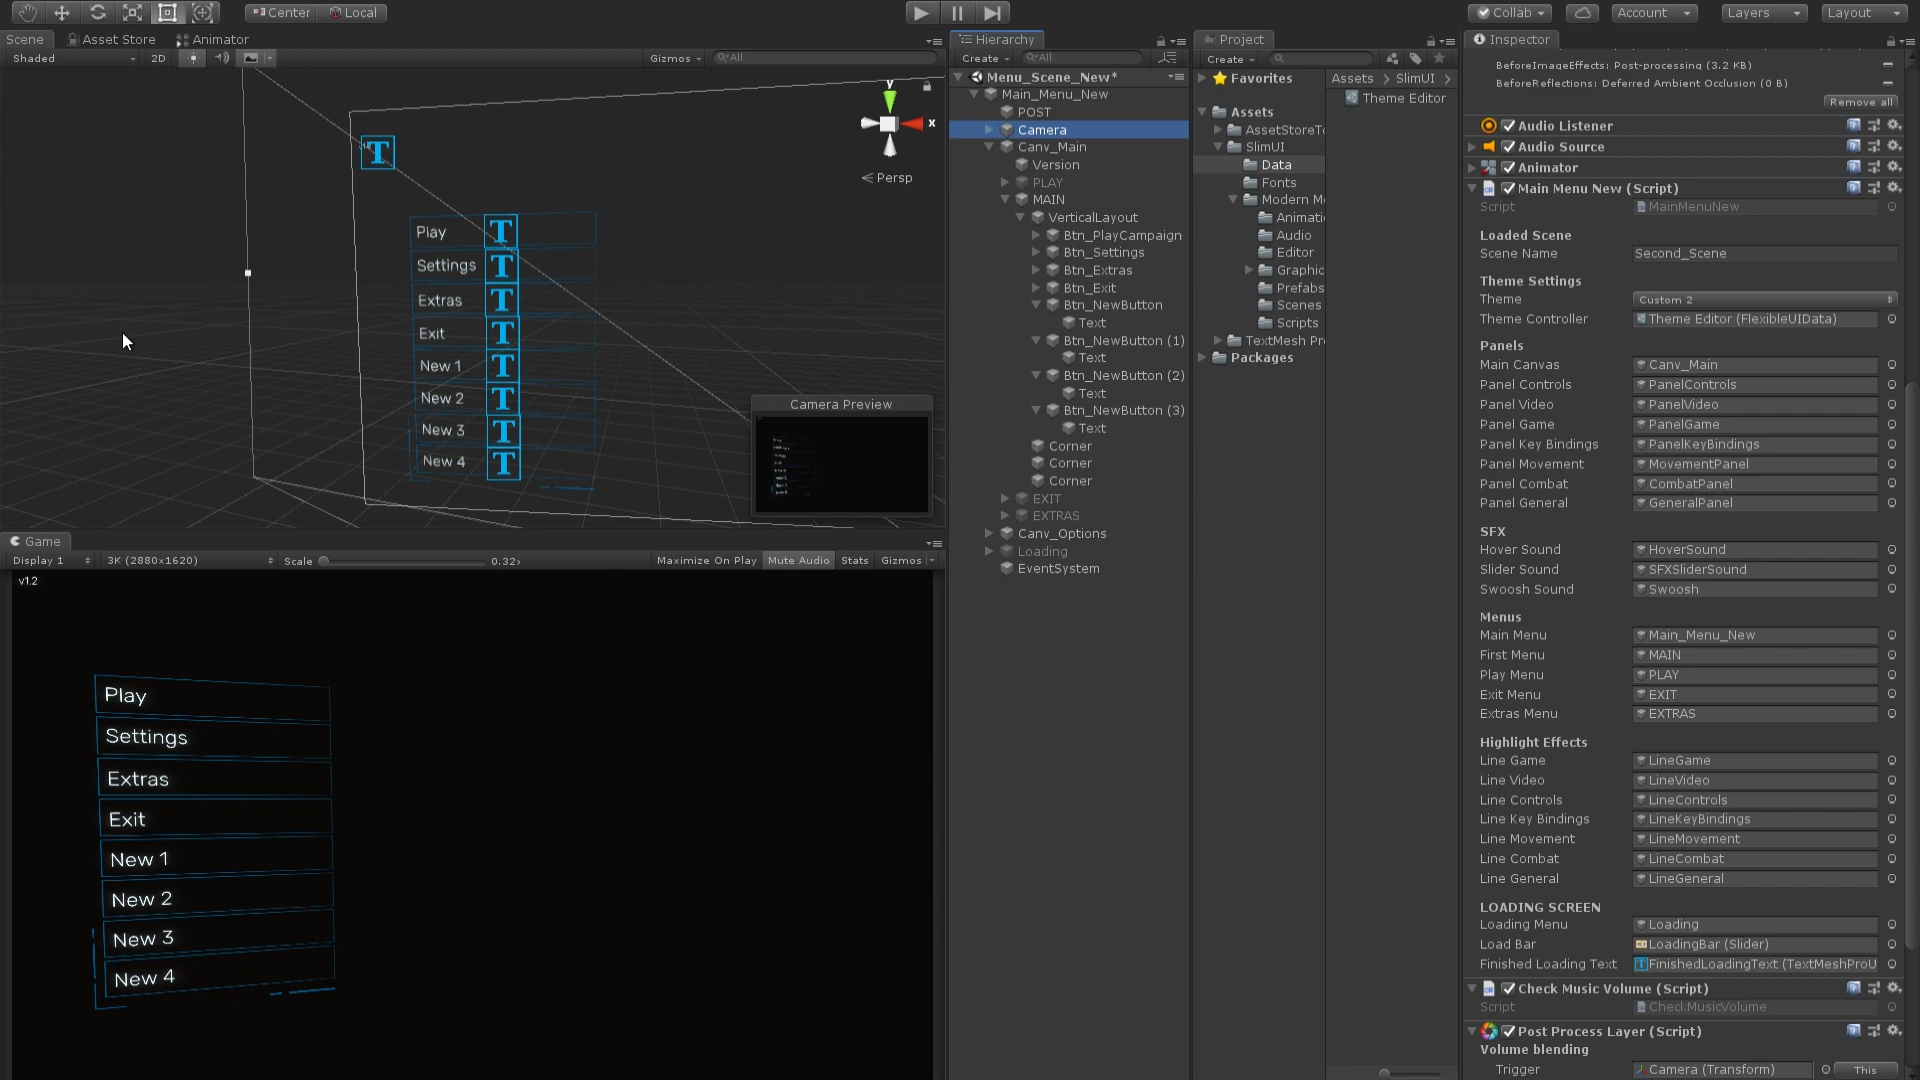 Center
Local
Collab
Account
Layers
Layout
Scene
Asset Store
Animator
Shaded
2D
Gizmos
All
y
x
Persp
T
Play T
Settings T
Extras T
Exit T
New 1 T
New 2 T
New 3 T
New 4 T
Camera Preview
Game
Display 1
3K (2880x1620)
Scale
0.32x
Maximize On Play
Mute Audio
Stats
Gizmos
v1.2
Play
Settings
Extras
Exit
New 1
New 2
New 3
New 4
Hierarchy
Create
All
Menu_Scene_New*
Main_Menu_New
POST
Camera
Canv_Main
Version
PLAY
MAIN
VerticalLayout
Btn_PlayCampaign
Btn_Settings
Btn_Extras
Btn_Exit
Btn_NewButton
Text
Btn_NewButton (1)
Text
Btn_NewButton (2)
Text
Btn_NewButton (3)
Text
Corner
Corner
Corner
EXIT
EXTRAS
Canv_Options
Loading
EventSystem
Project
Create
Favorites
Assets
AssetStoreTo
SlimUI
Data
Fonts
Modern M
Animati
Audio
Editor
Graphic
Prefabs
Scenes
Scripts
TextMesh Pr
Packages
Assets > SlimUI >
Theme Editor
Inspector
BeforeImageEffects: Post-processing (3.2 KB)
BeforeReflections: Deferred Ambient Occlusion (0 B)
Remove all
Audio Listener
Audio Source
Animator
Main Menu New (Script)
Script MainMenuNew
Loaded Scene
Scene Name Second_Scene
Theme Settings
Theme Custom 2
Theme Controller Theme Editor (FlexibleUIData)
Panels
Main Canvas Canv_Main
Panel Controls PanelControls
Panel Video PanelVideo
Panel Game PanelGame
Panel Key Bindings PanelKeyBindings
Panel Movement MovementPanel
Panel Combat CombatPanel
Panel General GeneralPanel
SFX
Hover Sound HoverSound
Slider Sound SFXSliderSound
Swoosh Sound Swoosh
Menus
Main Menu Main_Menu_New
First Menu MAIN
Play Menu PLAY
Exit Menu EXIT
Extras Menu EXTRAS
Highlight Effects
Line Game LineGame
Line Video LineVideo
Line Controls LineControls
Line Key Bindings LineKeyBindings
Line Movement LineMovement
Line Combat LineCombat
Line General LineGeneral
LOADING SCREEN
Loading Menu Loading
Load Bar LoadingBar (Slider)
Finished Loading Text FinishedLoadingText (TextMeshProU
Check Music Volume (Script)
Script CheckMusicVolume
Post Process Layer (Script)
Volume blending
Trigger Camera (Transform) This